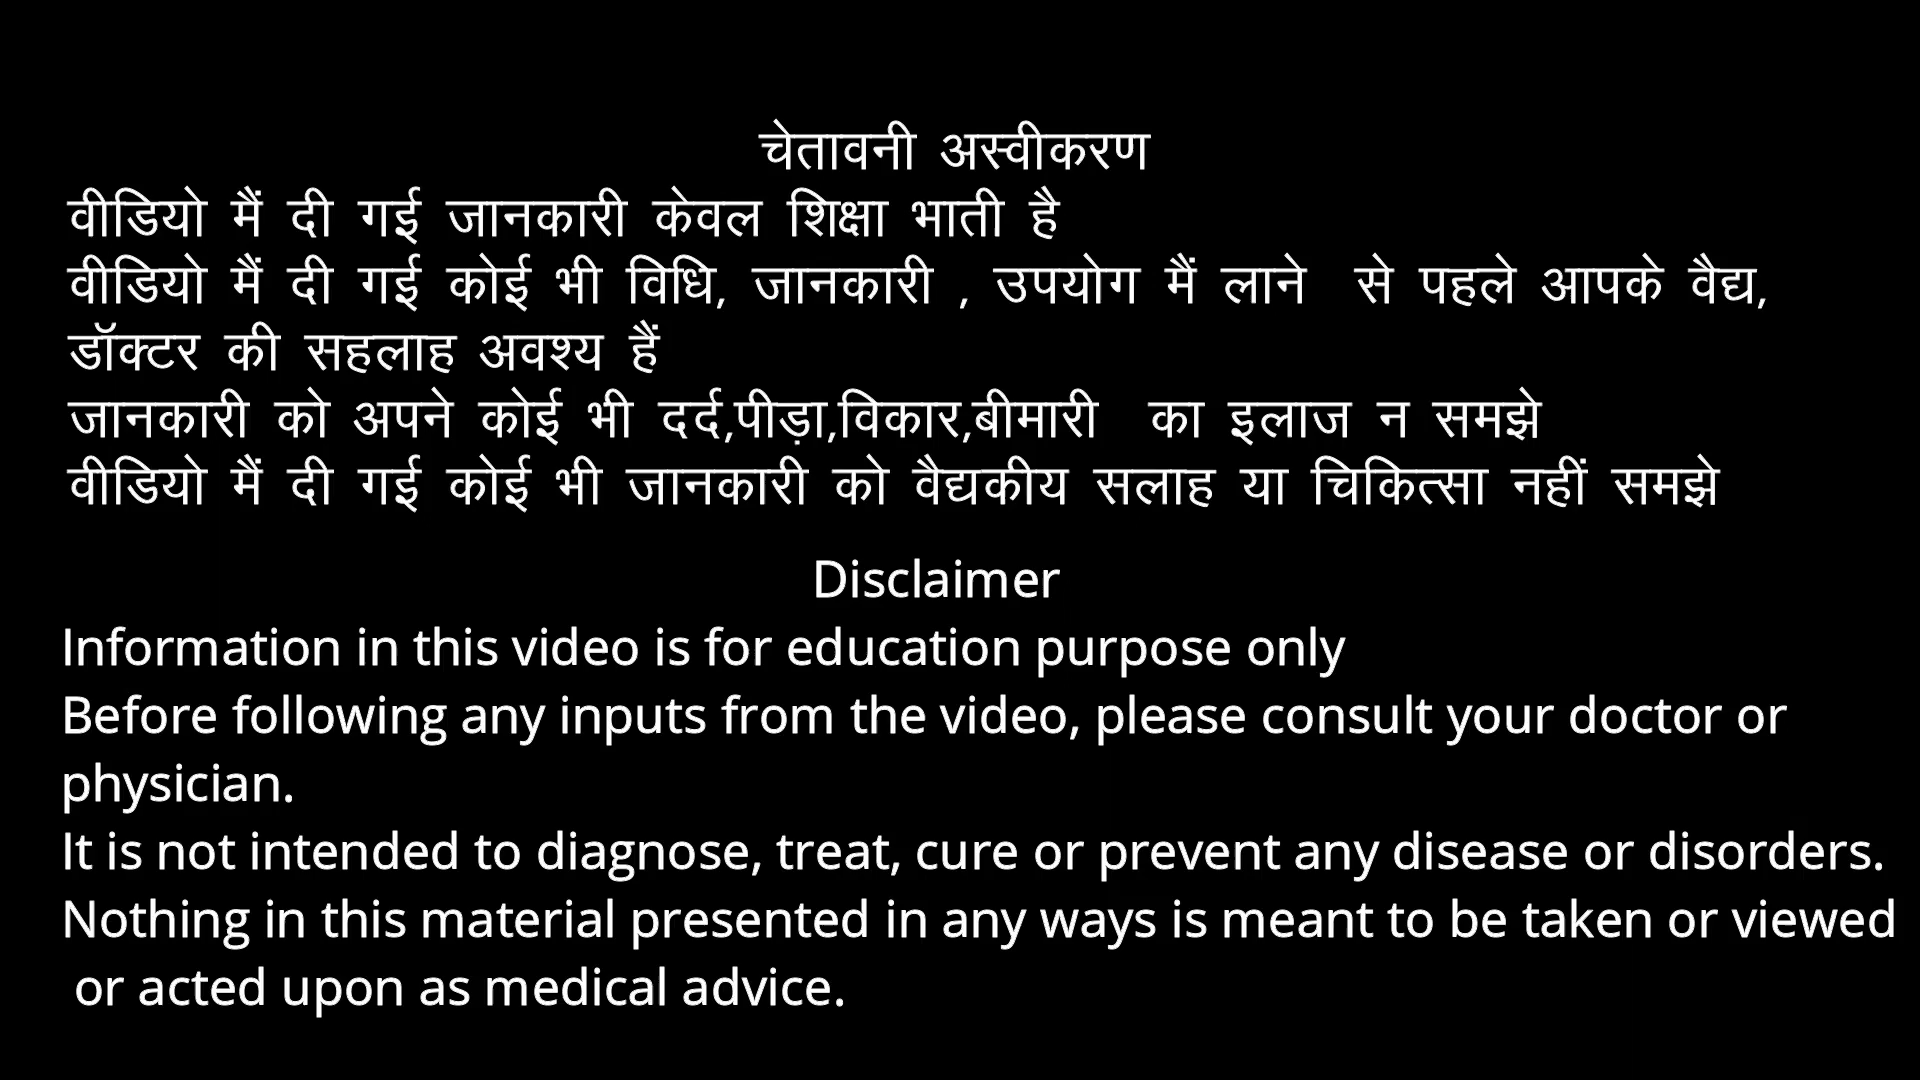 चेतावनी अस्वीकरण
वीडियो मैं दी गई जानकारी केवल शिक्षा भाती है
वीडियो मैं दी गई कोई भी विधि, जानकारी , उपयोग मैं लाने से पहले आपके वैद्य,
डॉक्टर की सहलाह अवश्य हैं
जानकारी को अपने कोई भी दर्द,पीड़ा,विकार,बीमारी का इलाज न समझे
वीडियो मैं दी गई कोई भी जानकारी को वैद्यकीय सलाह या चिकित्सा नहीं समझे
Disclaimer
Information in this video is for education purpose only
Before following any inputs from the video, please consult your doctor or
physician.
It is not intended to diagnose, treat, cure or prevent any disease or disorders.
Nothing in this material presented in any ways is meant to be taken or viewed
or acted upon as medical advice.